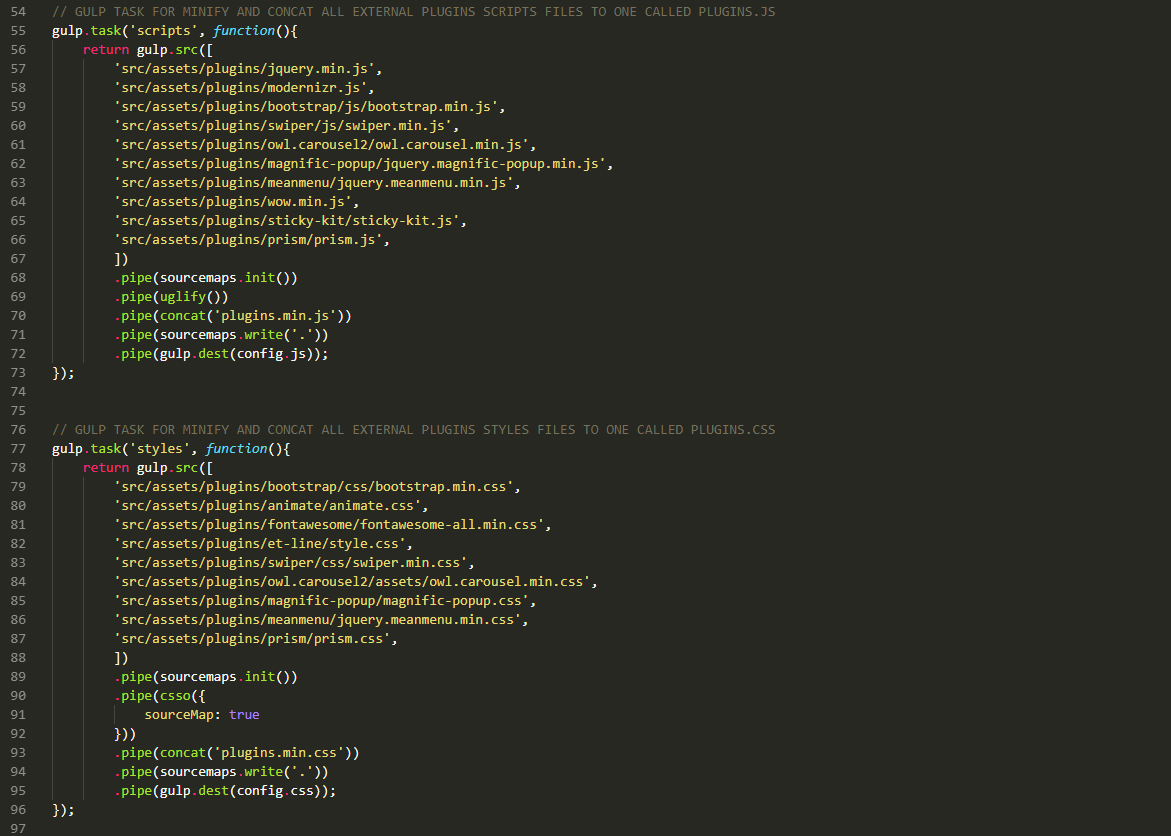 54 // GULP TASK FOR MINIFY AND CONCAT ALL EXTERNAL PLUGINS SCRIPTS FILES TO ONE CALLED PLUGINS.JS
55 gulp.task('scripts', function(){
56     return gulp.src([
57         'src/assets/plugins/jquery.min.js',
58         'src/assets/plugins/modernizr.js',
59         'src/assets/plugins/bootstrap/js/bootstrap.min.js',
60         'src/assets/plugins/swiper/js/swiper.min.js',
61         'src/assets/plugins/owl.carousel2/owl.carousel.min.js',
62         'src/assets/plugins/magnific-popup/jquery.magnific-popup.min.js',
63         'src/assets/plugins/meanmenu/jquery.meanmenu.min.js',
64         'src/assets/plugins/wow.min.js',
65         'src/assets/plugins/sticky-kit/sticky-kit.js',
66         'src/assets/plugins/prism/prism.js',
67         ])
68         .pipe(sourcemaps.init())
69         .pipe(uglify())
70         .pipe(concat('plugins.min.js'))
71         .pipe(sourcemaps.write('.'))
72         .pipe(gulp.dest(config.js));
73 });
74
75
76 // GULP TASK FOR MINIFY AND CONCAT ALL EXTERNAL PLUGINS STYLES FILES TO ONE CALLED PLUGINS.CSS
77 gulp.task('styles', function(){
78     return gulp.src([
79         'src/assets/plugins/bootstrap/css/bootstrap.min.css',
80         'src/assets/plugins/animate/animate.css',
81         'src/assets/plugins/fontawesome/fontawesome-all.min.css',
82         'src/assets/plugins/et-line/style.css',
83         'src/assets/plugins/swiper/css/swiper.min.css',
84         'src/assets/plugins/owl.carousel2/assets/owl.carousel.min.css',
85         'src/assets/plugins/magnific-popup/magnific-popup.css',
86         'src/assets/plugins/meanmenu/jquery.meanmenu.min.css',
87         'src/assets/plugins/prism/prism.css',
88         ])
89         .pipe(sourcemaps.init())
90         .pipe(csso({
91             sourceMap: true
92         }))
93         .pipe(concat('plugins.min.css'))
94         .pipe(sourcemaps.write('.'))
95         .pipe(gulp.dest(config.css));
96 });
97